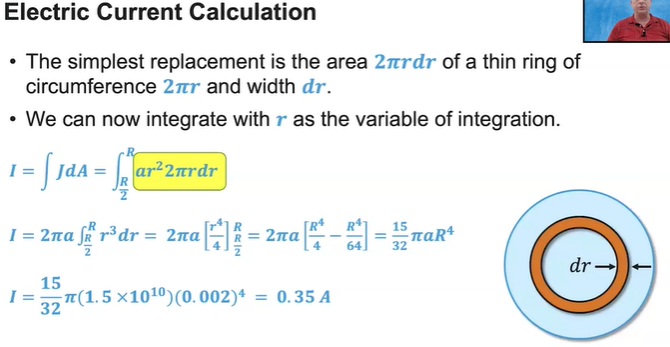 Electric Current Calculation
• The simplest replacement is the area 2πrdr of a thin ring of
circumference 2πr and width dr.
• We can now integrate with r as the variable of integration.
I = ∫ JdA = ∫_{R/2}^{R} ar²2πrdr
I = 2πa ∫_{R/2}^{R} r³dr = 2πa [r⁴/4]_{R/2}^{R} = 2πa [R⁴/4 − R⁴/64] = 15/32 πaR⁴
dr
I = 15/32 π(1.5 ×10¹⁰)(0.002)⁴ = 0.35 A